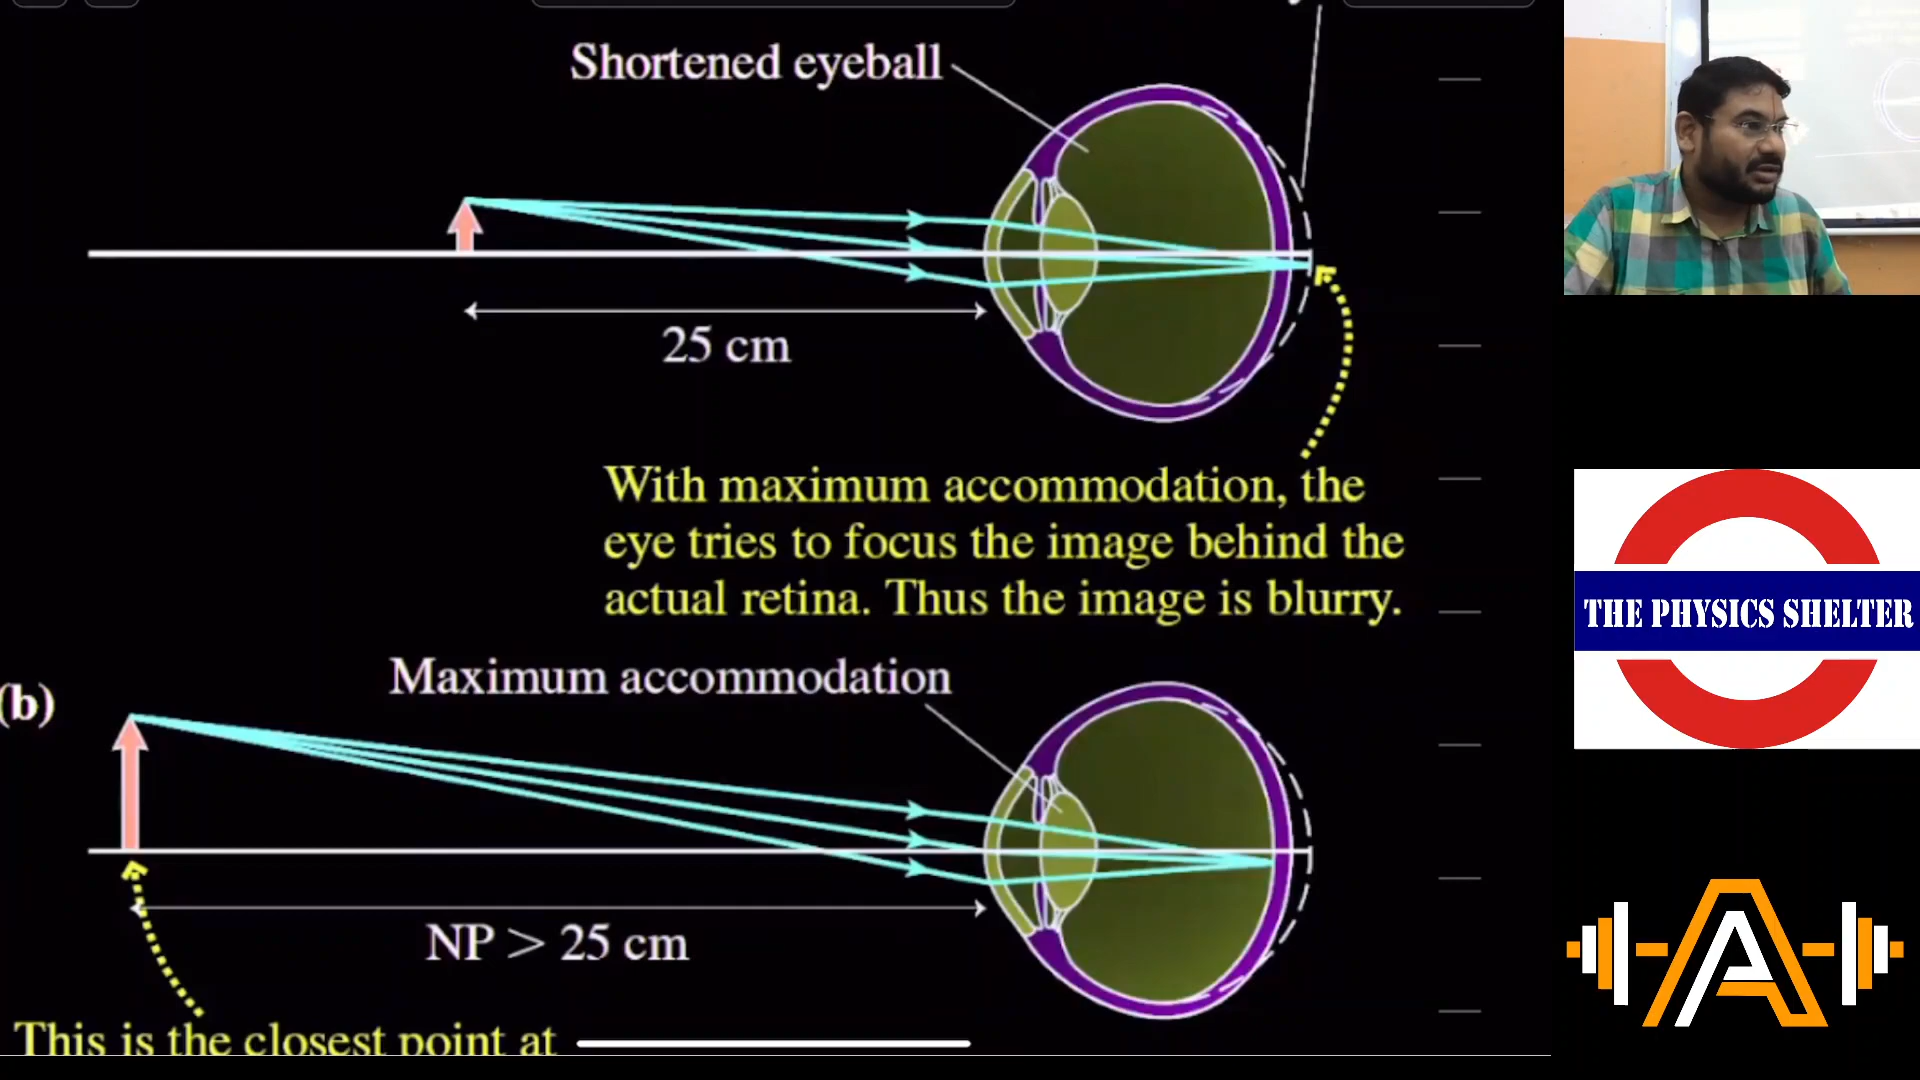 Shortened eyeball
25 cm
With maximum accommodation, the
eye tries to focus the image behind the
actual retina. Thus the image is blurry.
Maximum accommodation
(b)
NP > 25 cm
This is the closest point at
THE PHYSICS SHELTER